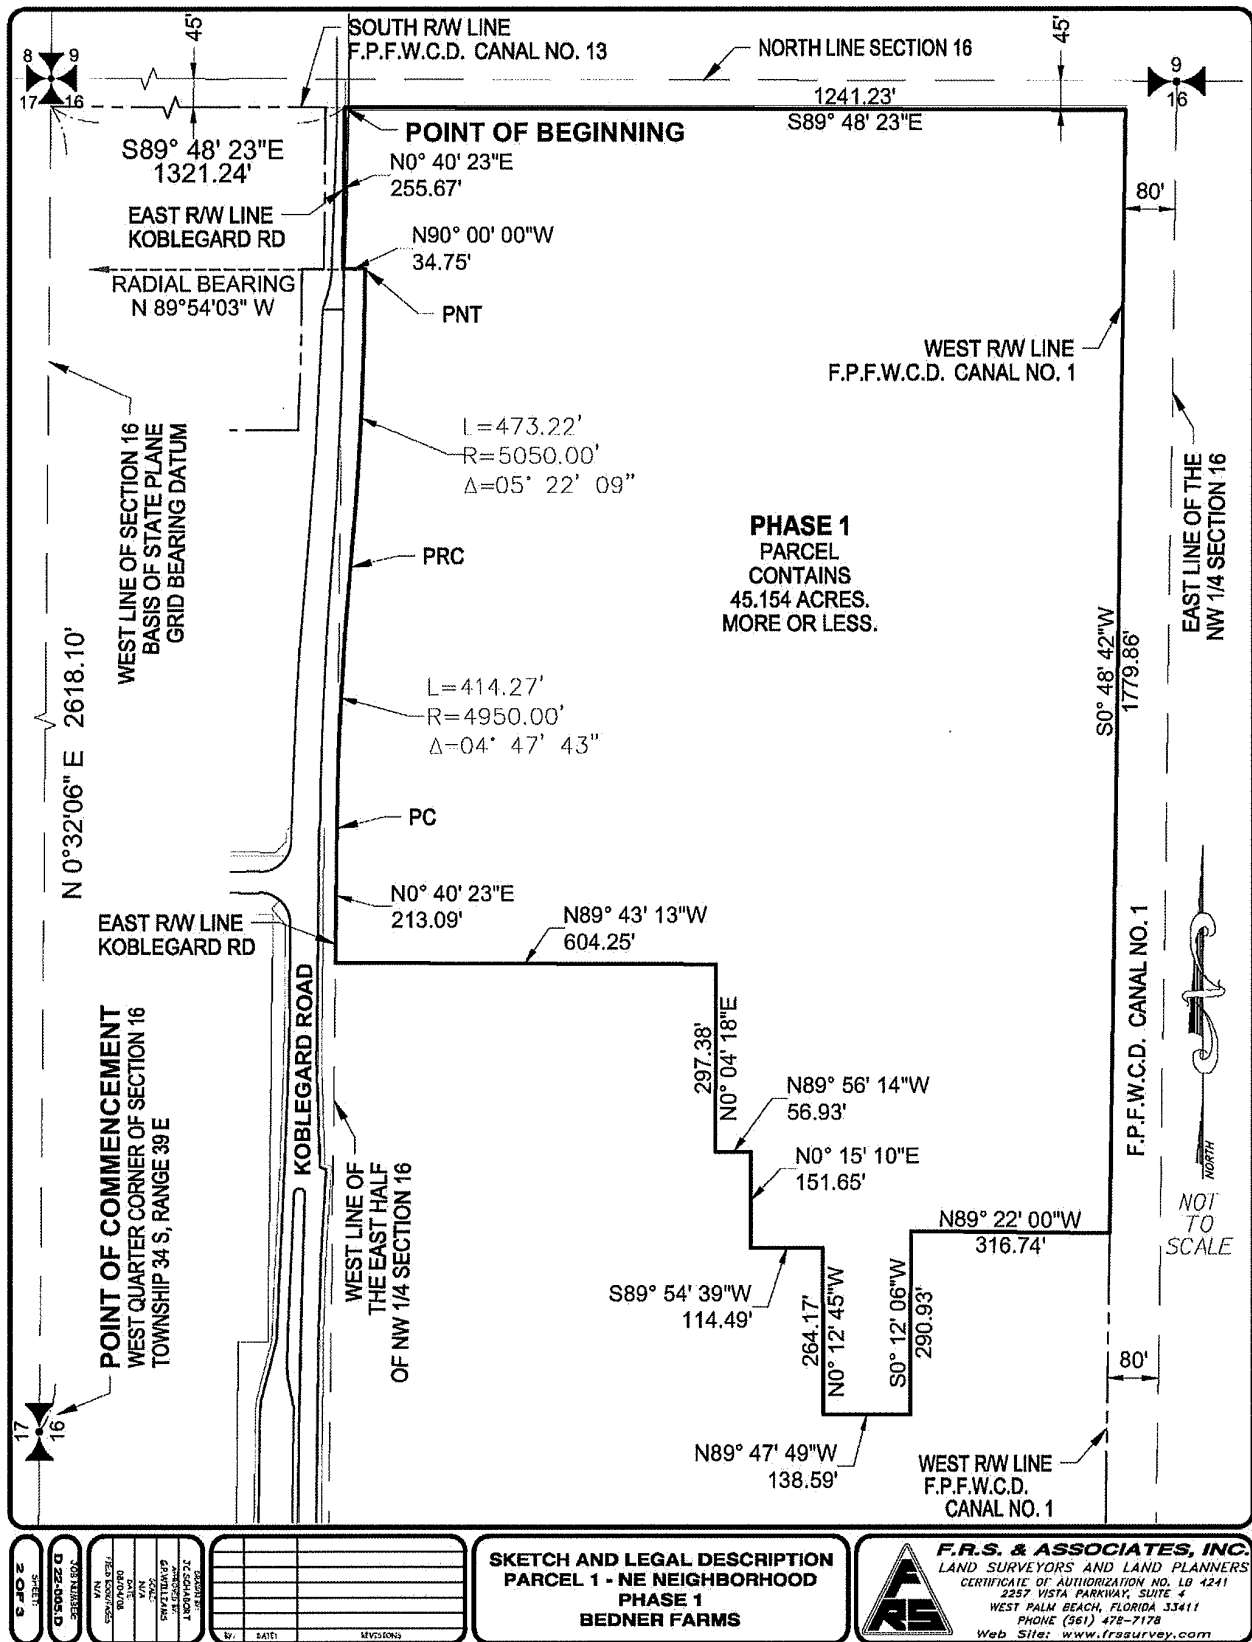 SOUTH R/W LINE
F.P.F.W.C.D. CANAL NO. 13
45'
NORTH LINE SECTION 16
45'
8 9
17 16
9
16
1241.23'
S89° 48' 23"E
POINT OF BEGINNING
S89° 48' 23"E
1321.24'
N0° 40' 23"E
255.67'
80'
EAST R/W LINE
KOBLEGARD RD
N90° 00' 00"W
34.75'
RADIAL BEARING
N 89°54'03" W
PNT
WEST R/W LINE
F.P.F.W.C.D. CANAL NO. 1
WEST LINE OF SECTION 16
BASIS OF STATE PLANE
GRID BEARING DATUM
L=473.22'
R=5050.00'
Δ=05° 22' 09"
EAST LINE OF THE
NW 1/4 SECTION 16
PHASE 1
PARCEL
CONTAINS
45.154 ACRES.
MORE OR LESS.
PRC
N 0°32'06" E 2618.10'
S0° 48' 42"W
1779.86'
L=414.27'
R=4950.00'
Δ=04° 47' 43"
PC
N0° 40' 23"E
213.09'
EAST R/W LINE
KOBLEGARD RD
N89° 43' 13"W
604.25'
KOBLEGARD ROAD
F.P.F.W.C.D. CANAL NO. 1
POINT OF COMMENCEMENT
WEST QUARTER CORNER OF SECTION 16
TOWNSHIP 34 S, RANGE 39 E
297.38'
N0° 04' 18"E
N89° 56' 14"W
56.93'
N0° 15' 10"E
151.65'
WEST LINE OF
THE EAST HALF
OF NW 1/4 SECTION 16
NORTH
NOT
TO
SCALE
N89° 22' 00"W
316.74'
S89° 54' 39"W
114.49'
264.17'
N0° 12' 45"W
S0° 12' 06"W
290.93'
80'
17
16
N89° 47' 49"W
138.59'
WEST R/W LINE
F.P.F.W.C.D.
CANAL NO. 1
SHEET:
2 OF 3
JOB NUMBER:
D 22-005.D
SCALE:
N/A
DATE:
N/A
BY:
DATE:
REVISIONS
SKETCH AND LEGAL DESCRIPTION
PARCEL 1 - NE NEIGHBORHOOD
PHASE 1
BEDNER FARMS
FRS
F.R.S. & ASSOCIATES, INC.
LAND SURVEYORS AND LAND PLANNERS
CERTIFICATE OF AUTHORIZATION NO. LB 4241
2257 VISTA PARKWAY, SUITE 4
WEST PALM BEACH, FLORIDA 33411
PHONE (561) 478-7178
Web Site: www.frssurvey.com